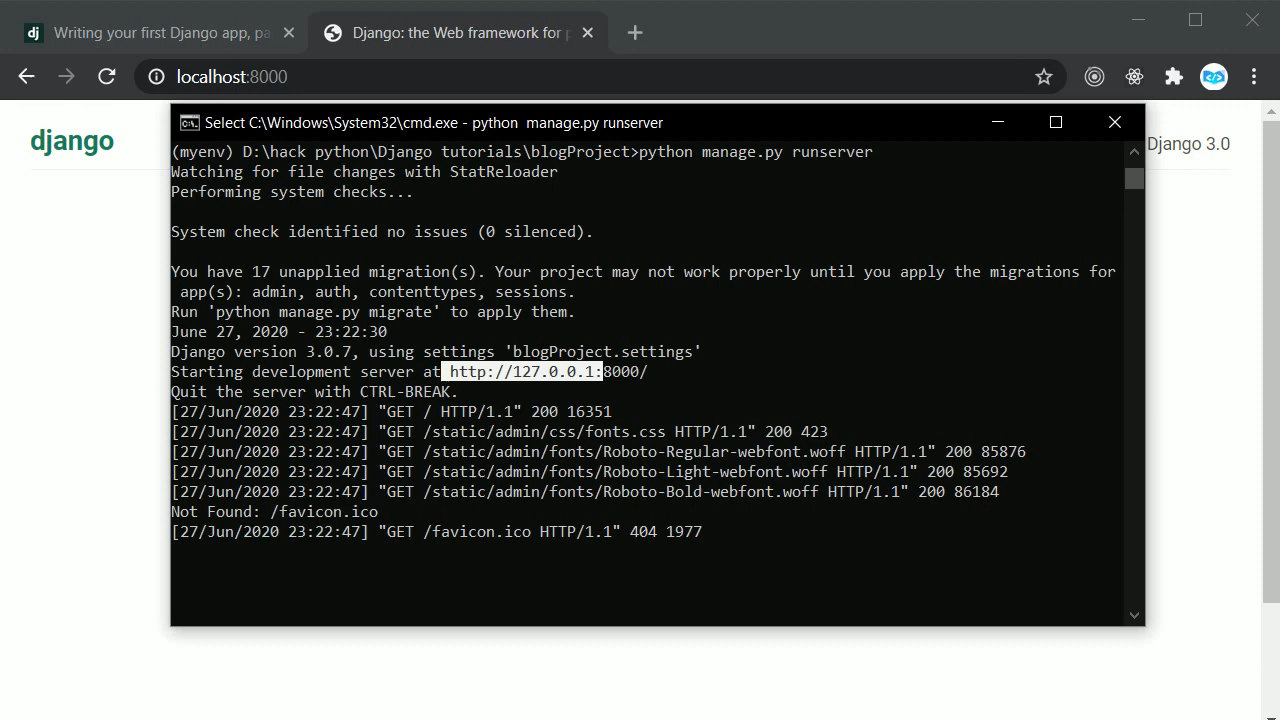 Writing your first Django app, pa
Django: the Web framework for p
localhost:8000
django
Django 3.0
Select C:\Windows\System32\cmd.exe - python  manage.py runserver
(myenv) D:\hack python\Django tutorials\blogProject>python manage.py runserver
Watching for file changes with StatReloader
Performing system checks...
System check identified no issues (0 silenced).
You have 17 unapplied migration(s). Your project may not work properly until you apply the migrations for
 app(s): admin, auth, contenttypes, sessions.
Run 'python manage.py migrate' to apply them.
June 27, 2020 - 23:22:30
Django version 3.0.7, using settings 'blogProject.settings'
Starting development server at http://127.0.0.1:8000/
Quit the server with CTRL-BREAK.
[27/Jun/2020 23:22:47] "GET / HTTP/1.1" 200 16351
[27/Jun/2020 23:22:47] "GET /static/admin/css/fonts.css HTTP/1.1" 200 423
[27/Jun/2020 23:22:47] "GET /static/admin/fonts/Roboto-Regular-webfont.woff HTTP/1.1" 200 85876
[27/Jun/2020 23:22:47] "GET /static/admin/fonts/Roboto-Light-webfont.woff HTTP/1.1" 200 85692
[27/Jun/2020 23:22:47] "GET /static/admin/fonts/Roboto-Bold-webfont.woff HTTP/1.1" 200 86184
Not Found: /favicon.ico
[27/Jun/2020 23:22:47] "GET /favicon.ico HTTP/1.1" 404 1977